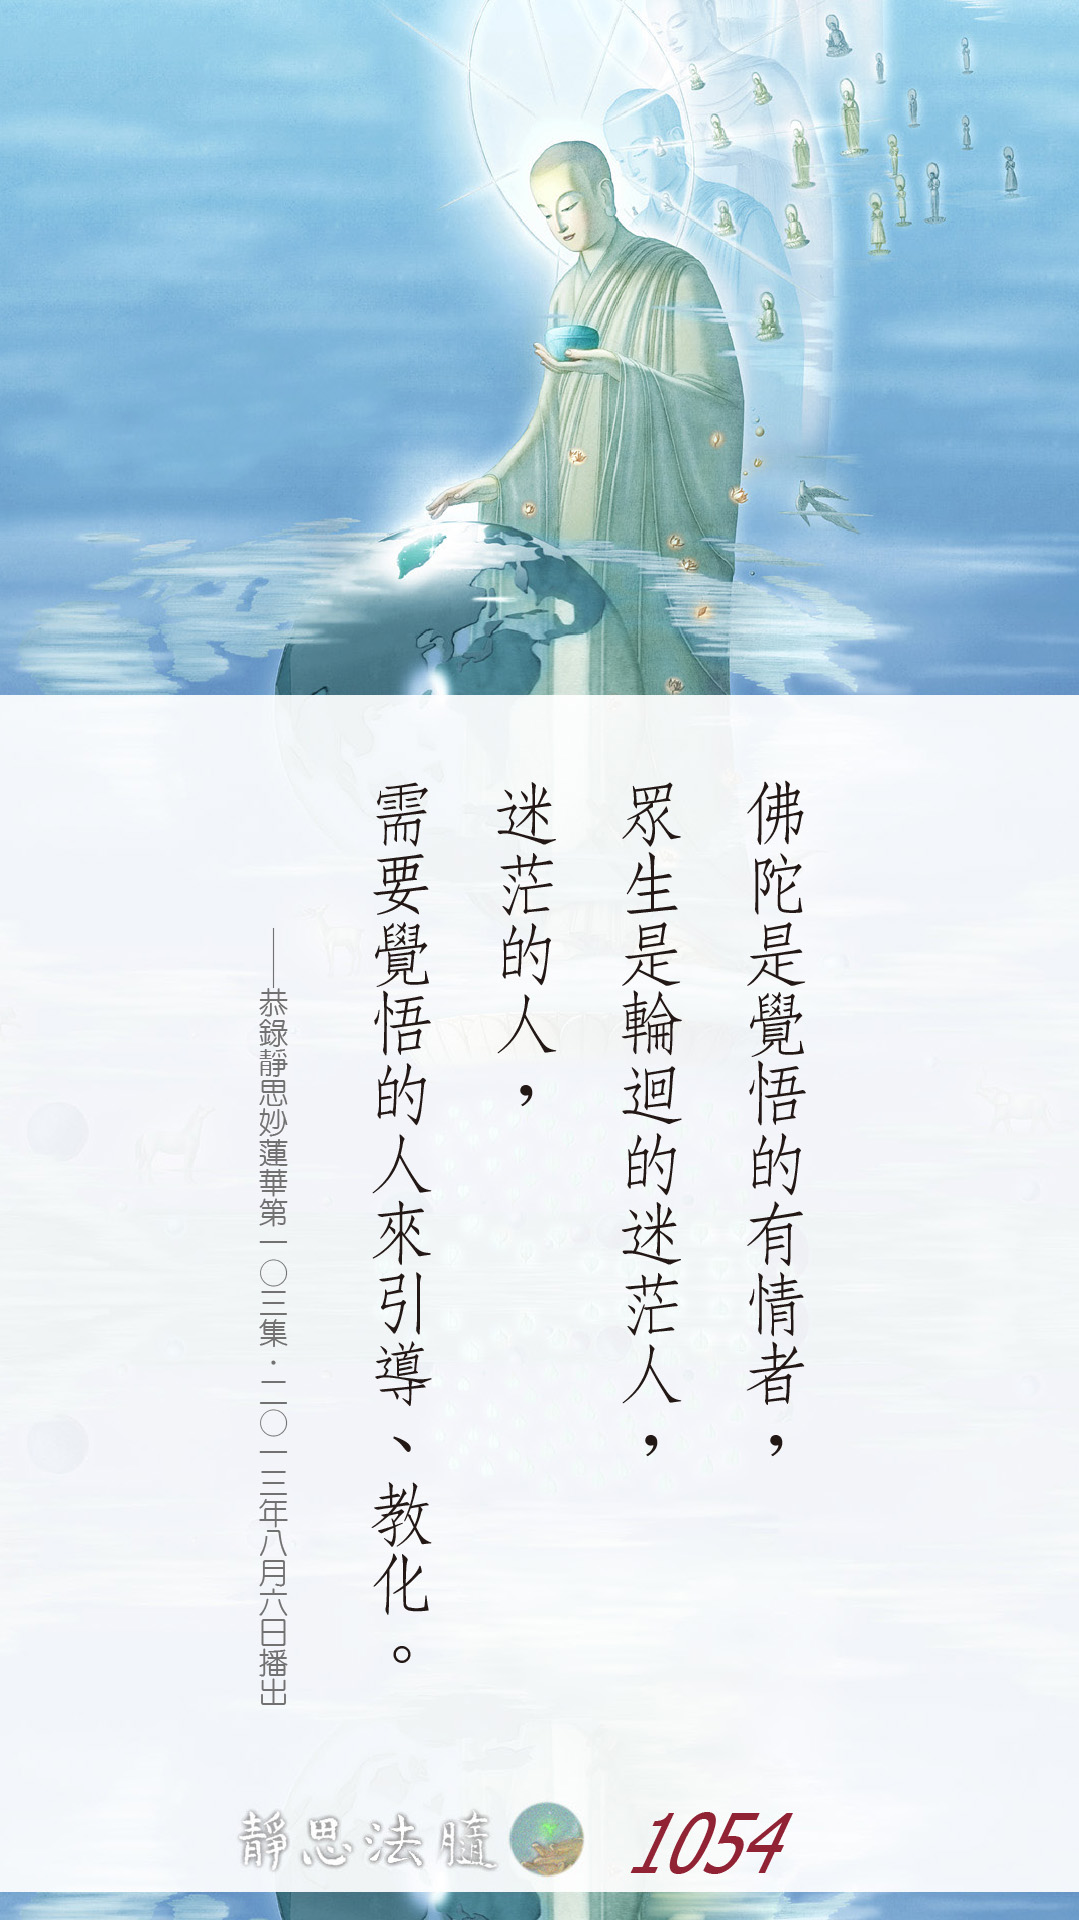 佛陀是覺悟的有情者，
眾生是輪迴的迷茫人，
迷茫的人，
需要覺悟的人來引導、教化。
——恭錄靜思妙蓮華第一〇三集．二〇一三年八月六日播出
靜思法髓
1054